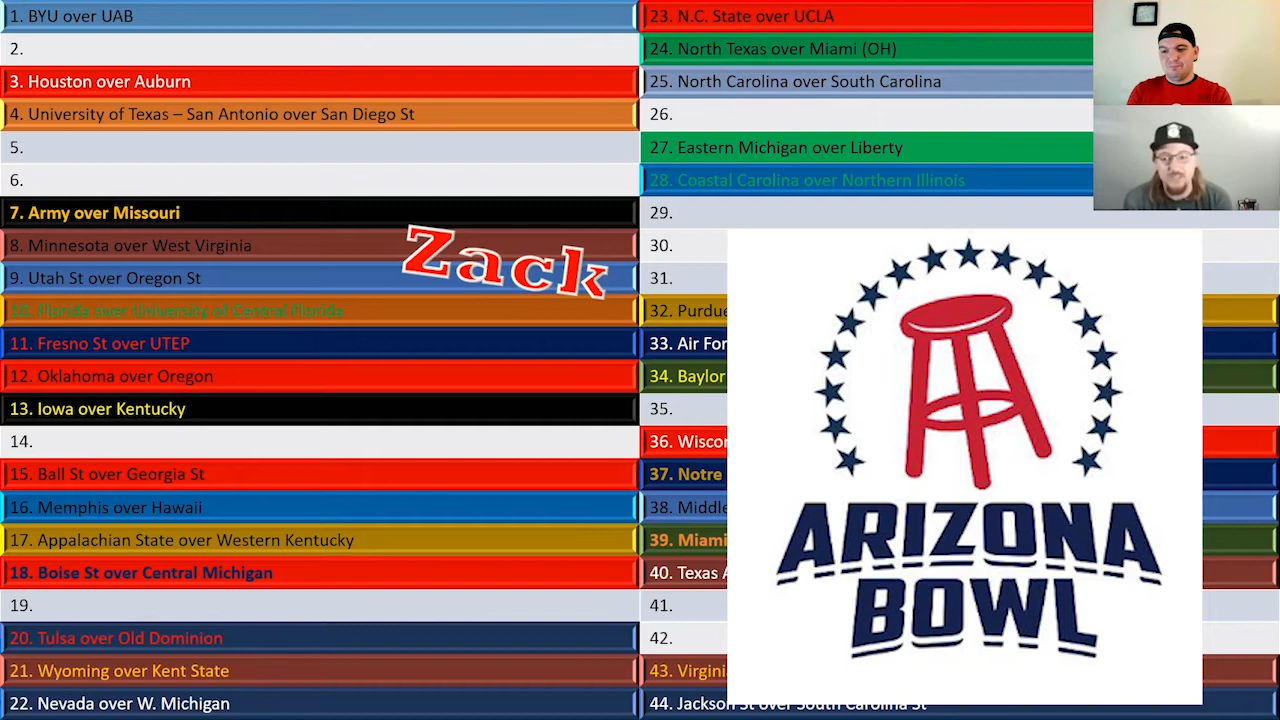 1. BYU over UAB
2.
3. Houston over Auburn
4. University of Texas – San Antonio over San Diego St
5.
6.
7. Army over Missouri
8. Minnesota over West Virginia
9. Utah St over Oregon St
10. Florida over University of Central Florida
11. Fresno St over UTEP
12. Oklahoma over Oregon
13. Iowa over Kentucky
14.
15. Ball St over Georgia St
16. Memphis over Hawaii
17. Appalachian State over Western Kentucky
18. Boise St over Central Michigan
19.
20. Tulsa over Old Dominion
21. Wyoming over Kent State
22. Nevada over W. Michigan
Zack
23. N.C. State over UCLA
24. North Texas over Miami (OH)
25. North Carolina over South Carolina
26.
27. Eastern Michigan over Liberty
28. Coastal Carolina over Northern Illinois
29.
30.
31.
32. Purdue
33. Air For
34. Baylor
35.
36. Wiscon
37. Notre
38. Middle
39. Miami
40. Texas A
41.
42.
43. Virginia
44. Jackson St over South Carolina St
ARIZONA
BOWL